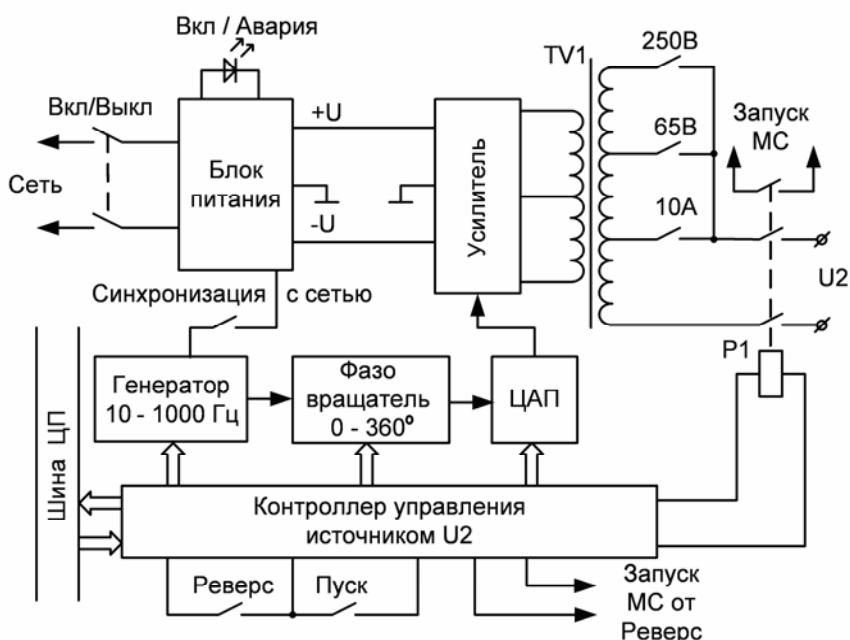 Вкл / Авария
TV1
250В
Вкл/Выкл
+U
65В
Запуск
МС
Сеть
Блок
питания
Усилитель
-U
10А
U2
Синхронизация с сетью
P1
Генератор
10 - 1000 Гц
Фазо
вращатель
0 - 360°
ЦАП
Шина ЦП
Контроллер управления
источником U2
Реверс
Пуск
Запуск
МС от
Реверс